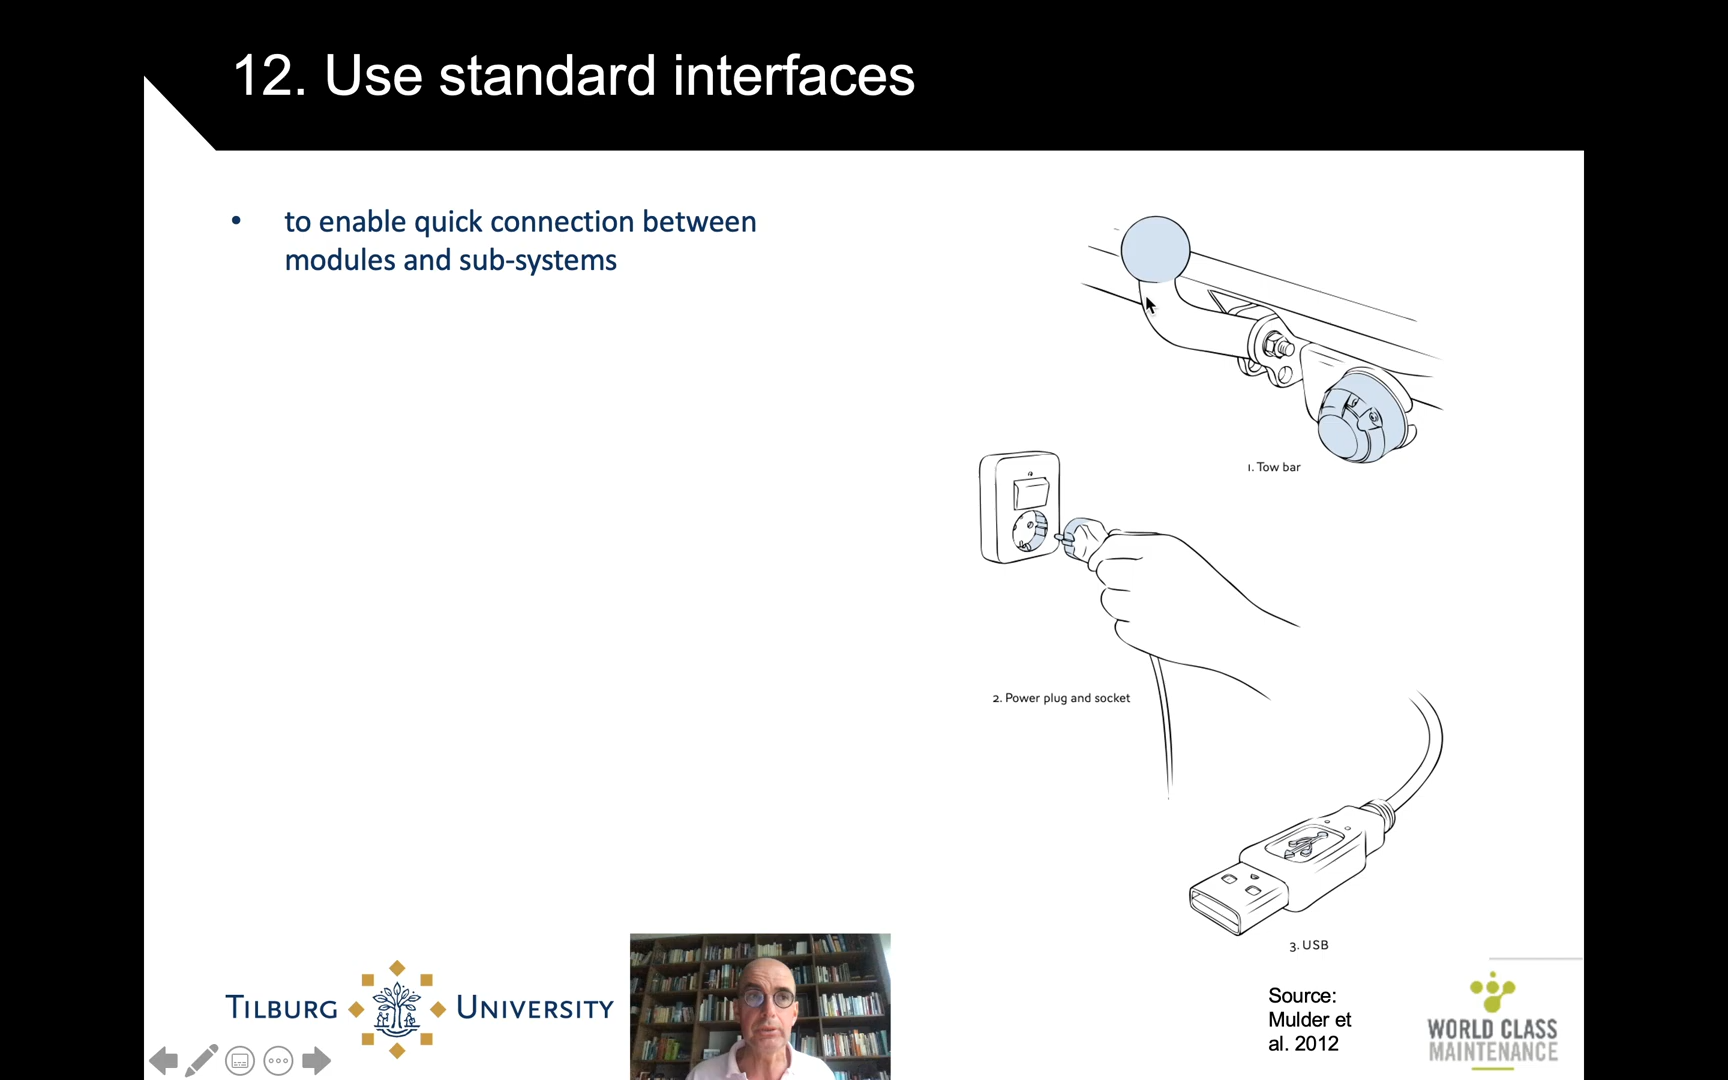 12. Use standard interfaces
• to enable quick connection between
modules and sub-systems
1. Tow bar
2. Power plug and socket
3. USB
Source:
Mulder et
al. 2012
TILBURG UNIVERSITY
WORLD CLASS
MAINTENANCE